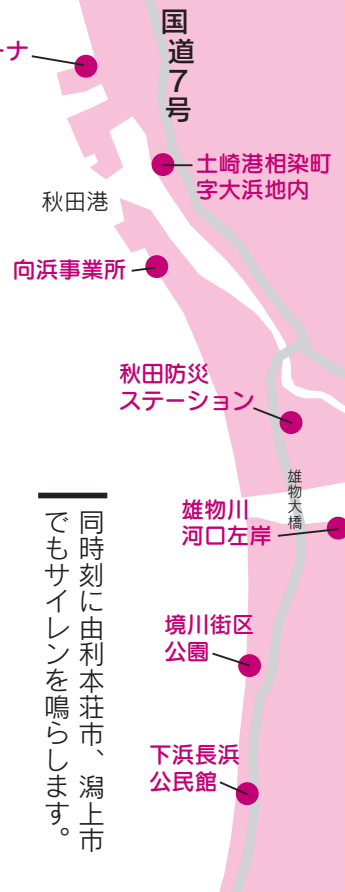 ーナ
国道7号
土崎港相染町
字大浜地内
秋田港
向浜事業所
秋田防災
ステーション
雄物大橋
雄物川
河口左岸
境川街区
公園
下浜長浜
公民館
同時刻に由利本荘市、潟上市
でもサイレンを鳴らします。